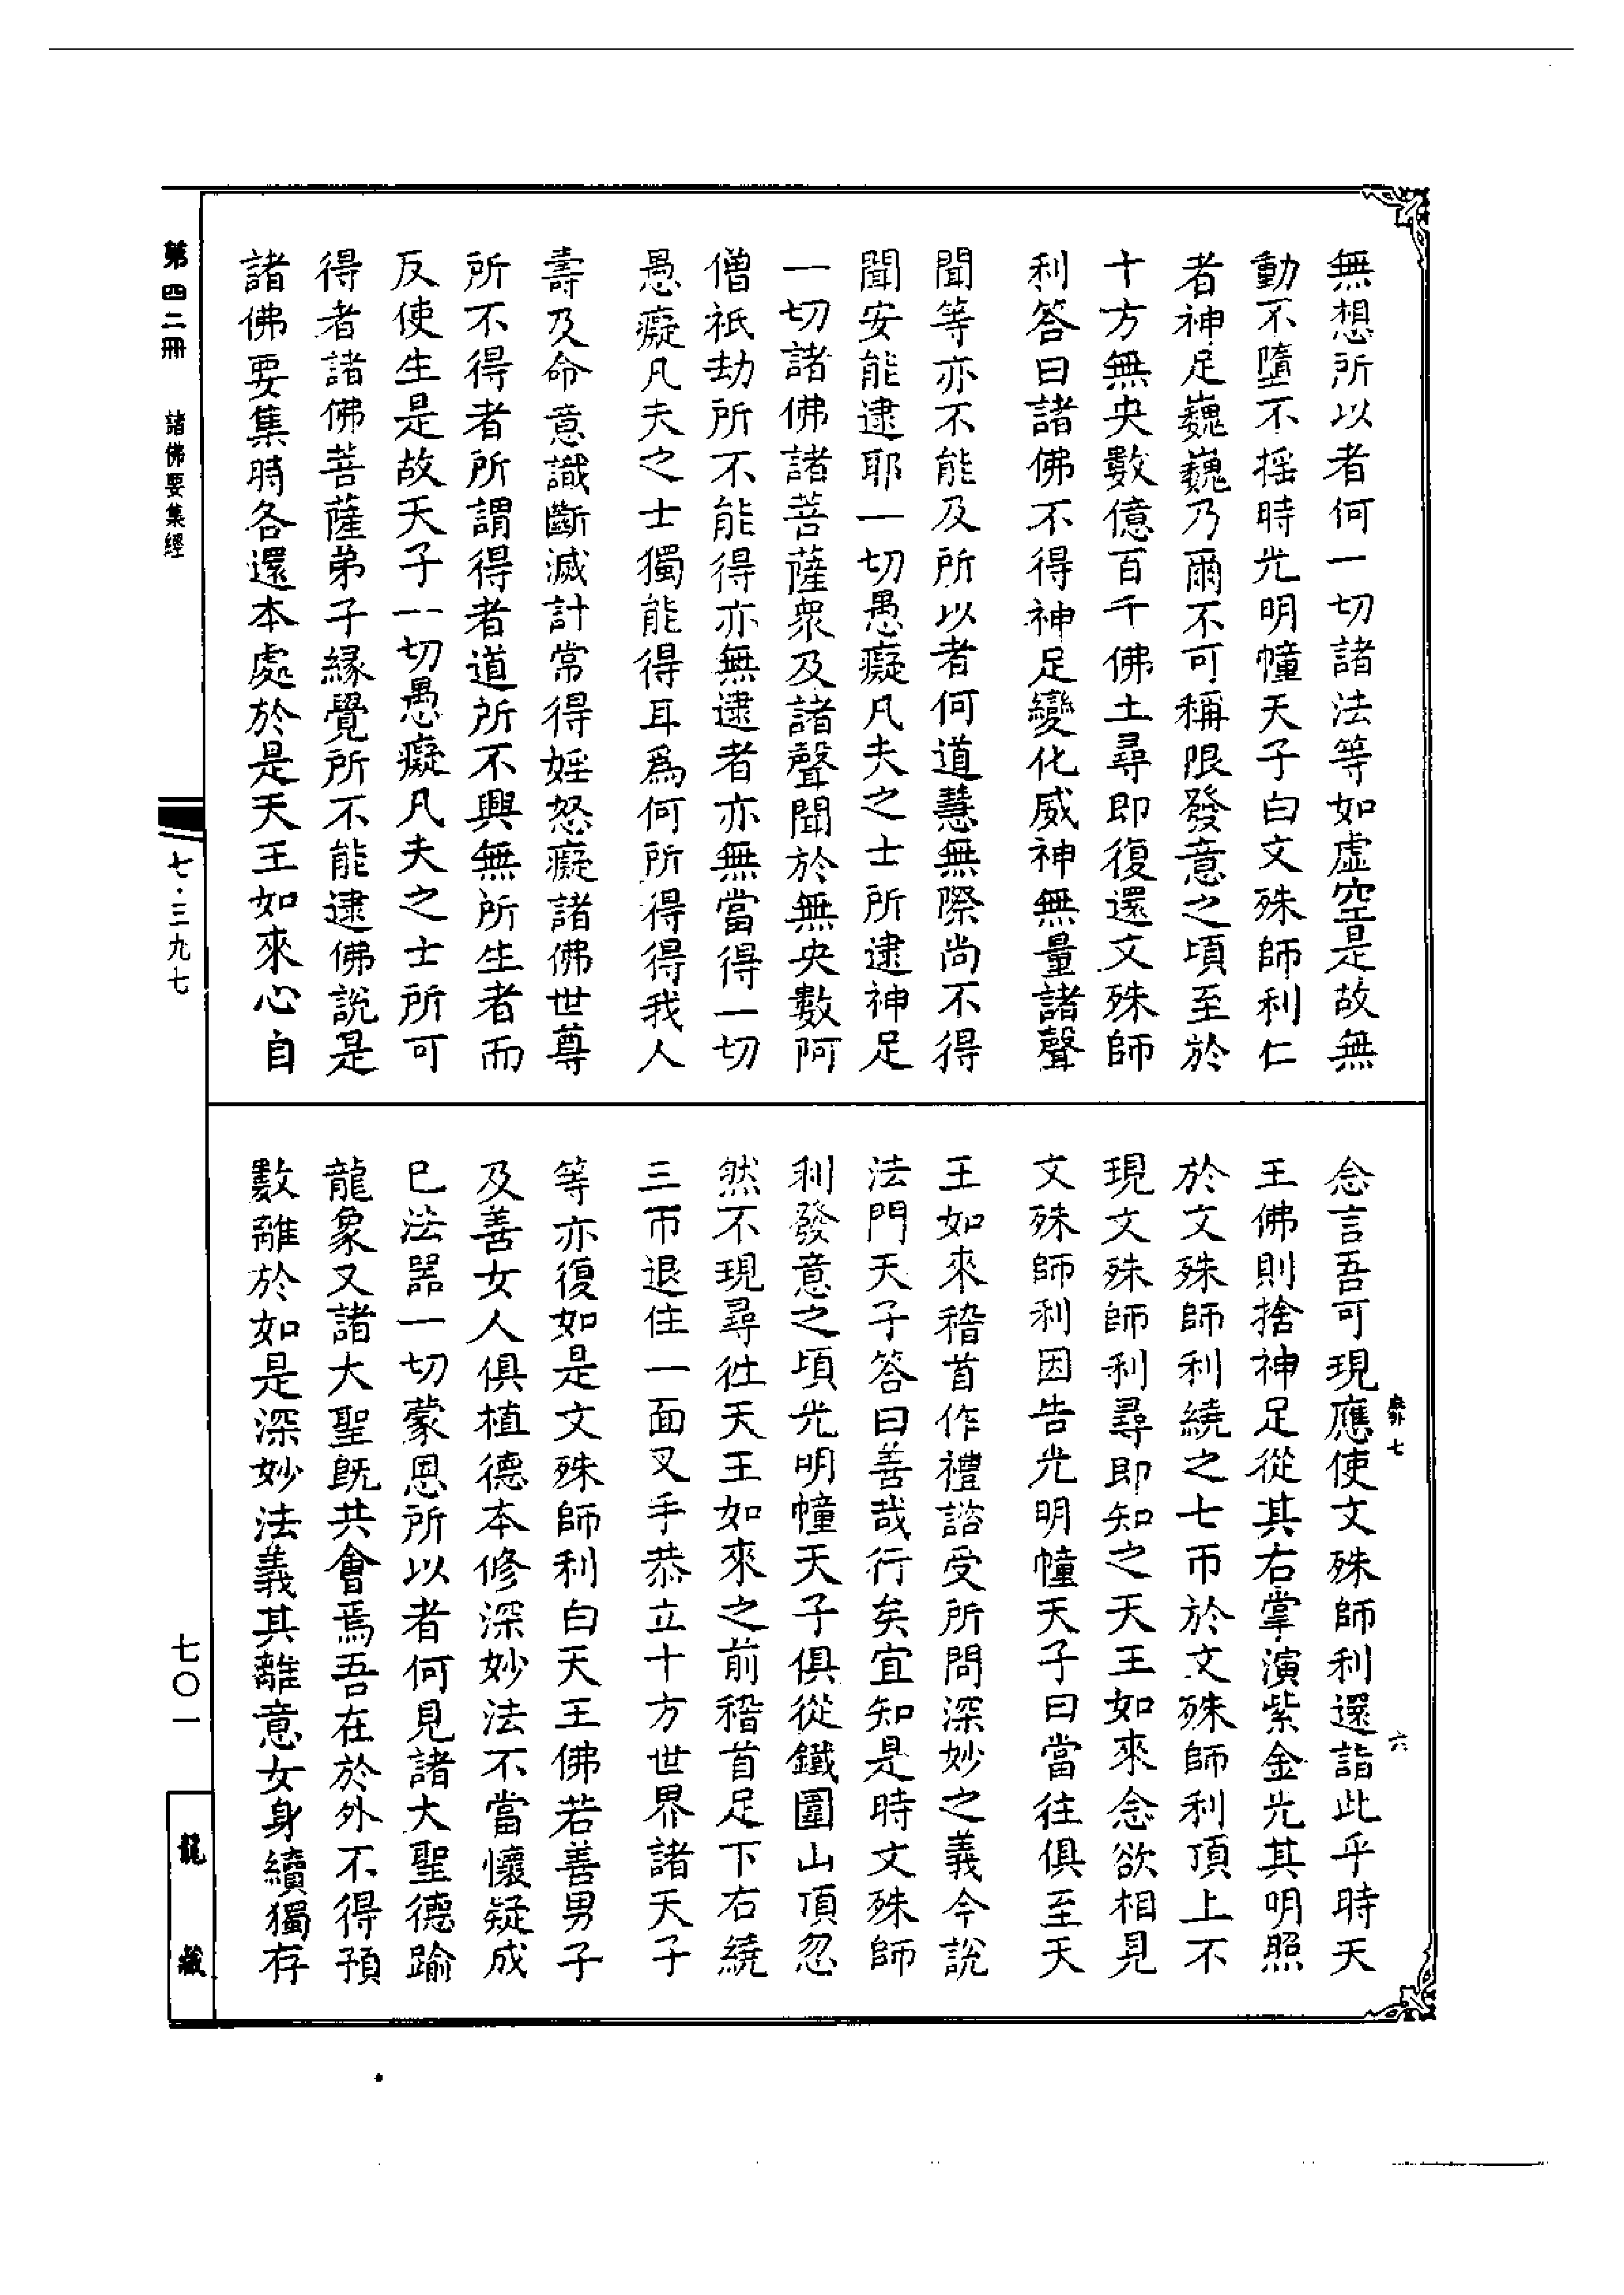 無想所以者何一切諸法等如虛空是故無
動不墮不搖時光明幢天子白文殊師利仁
者神足巍巍乃爾不可稱限發意之頃至於
十方無央數億百千佛土尋即復還文殊師
利答曰諸佛不得神足變化威神無量諸聲
聞等亦不能及所以者何道慧無際尚不得
聞安能逮耶一切愚癡凡夫之士所逮神足
一切諸佛諸菩薩衆及諸聲聞於無央數阿
僧祇劫所不能得亦無逮者亦無當得一切
愚癡凡夫之士獨能得耳爲何所得得我人
壽及命意識斷滅計常得婬怒癡諸佛世尊
所不得者所謂得者道所不興無所生者而
反使生是故天子一切愚癡凡夫之士所可
得者諸佛菩薩弟子緣覺所不能逮佛說是
諸佛要集時各還本處於是天王如來心自
念言吾可現應使文殊師利還詣此乎時天
王佛則捨神足從其右掌演紫金光其明照
於文殊師利繞之七帀於文殊師利頂上不
現文殊師利尋即知之天王如來念欲相見
文殊師利因告光明幢天子曰當往俱至天
王如來稽首作禮諮受所問深妙之義今說
法門天子答曰善哉行矣宜知是時文殊師
利發意之頃光明幢天子俱從鐵圍山頂忽
然不現尋徃天王如來之前稽首足下右繞
三帀退住一面叉手恭立十方世界諸天子
等亦復如是文殊師利白天王佛若善男子
及善女人俱植德本修深妙法不當懷疑成
已法器一切蒙恩所以者何見諸大聖德踰
龍象又諸大聖旣共會焉吾在於外不得預
數離於如是深妙法義其離意女身續獨存
七
六
第四二冊
諸佛要集經
七·三九七
七〇一
龍藏